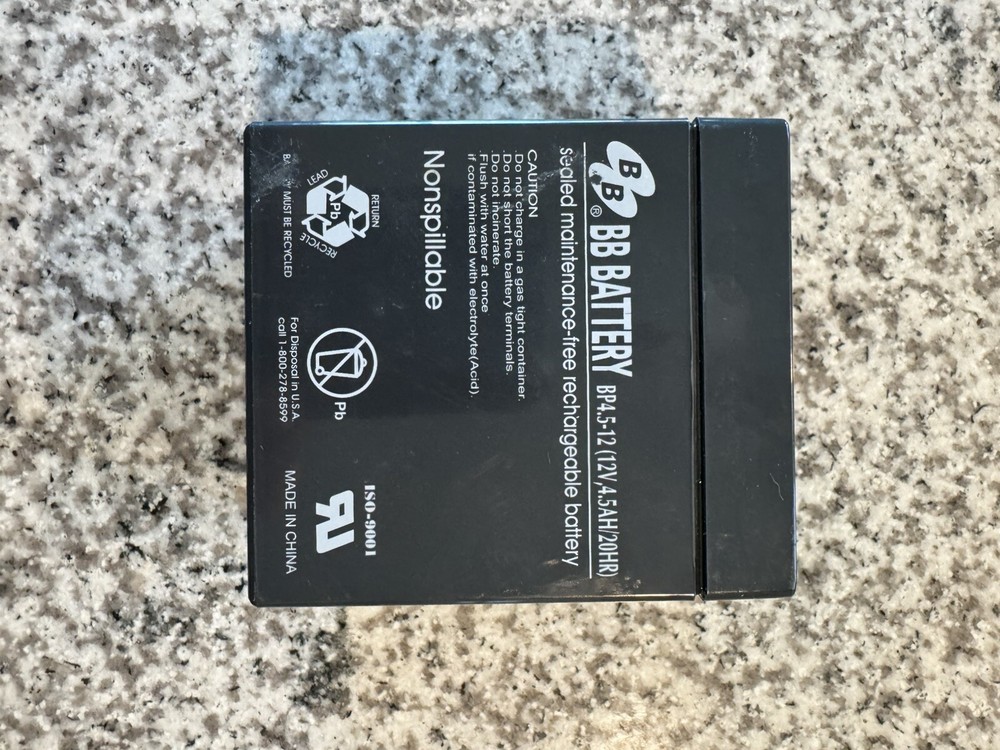 BB ® BB BATTERY BP4.5-12 (12V,4.5AH/20HR)
sealed maintenance-free rechargeable battery
CAUTION
.Do not charge in a gas tight container.
.Do not short the battery terminals.
.Do not incinerate.
.Flush with water at once
if contaminated with electrolyte(Acid).
Nonspillable
RETURN
LEAD
Pb
RECYCLE
BATTERY MUST BE RECYCLED
Pb
For Disposal in U.S.A.
call 1-800-278-8599
ISO-9001
MADE IN CHINA